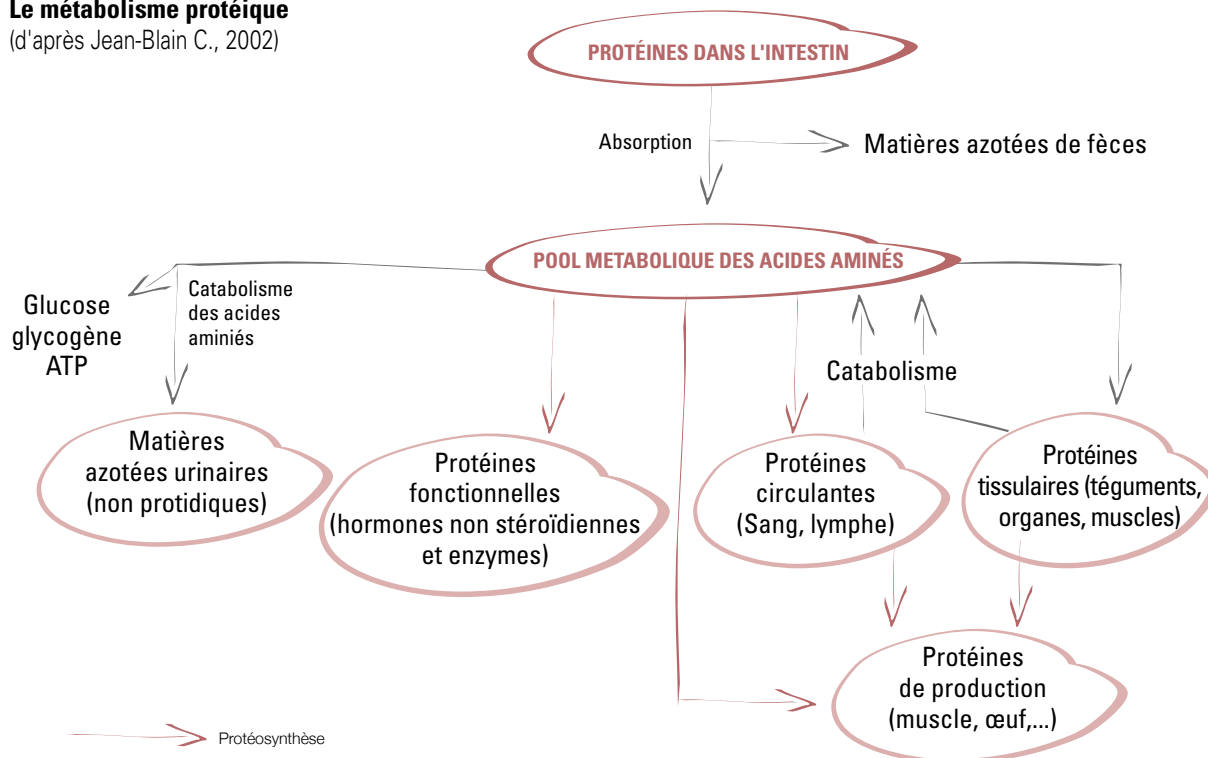 Le métabolisme protéique
(d'après Jean-Blain C., 2002)
PROTÉINES DANS L'INTESTIN
Absorption
Matières azotées de fèces
POOL METABOLIQUE DES ACIDES AMINÉS
Glucose
glycogène
ATP
Catabolisme
des acides
aminiés
Catabolisme
Matières
azotées urinaires
(non protidiques)
Protéines
fonctionnelles
(hormones non stéroïdiennes
et enzymes)
Protéines
circulantes
(Sang, lymphe)
Protéines
tissulaires (téguments,
organes, muscles)
Protéines
de production
(muscle, œuf,...)
Protéosynthèse